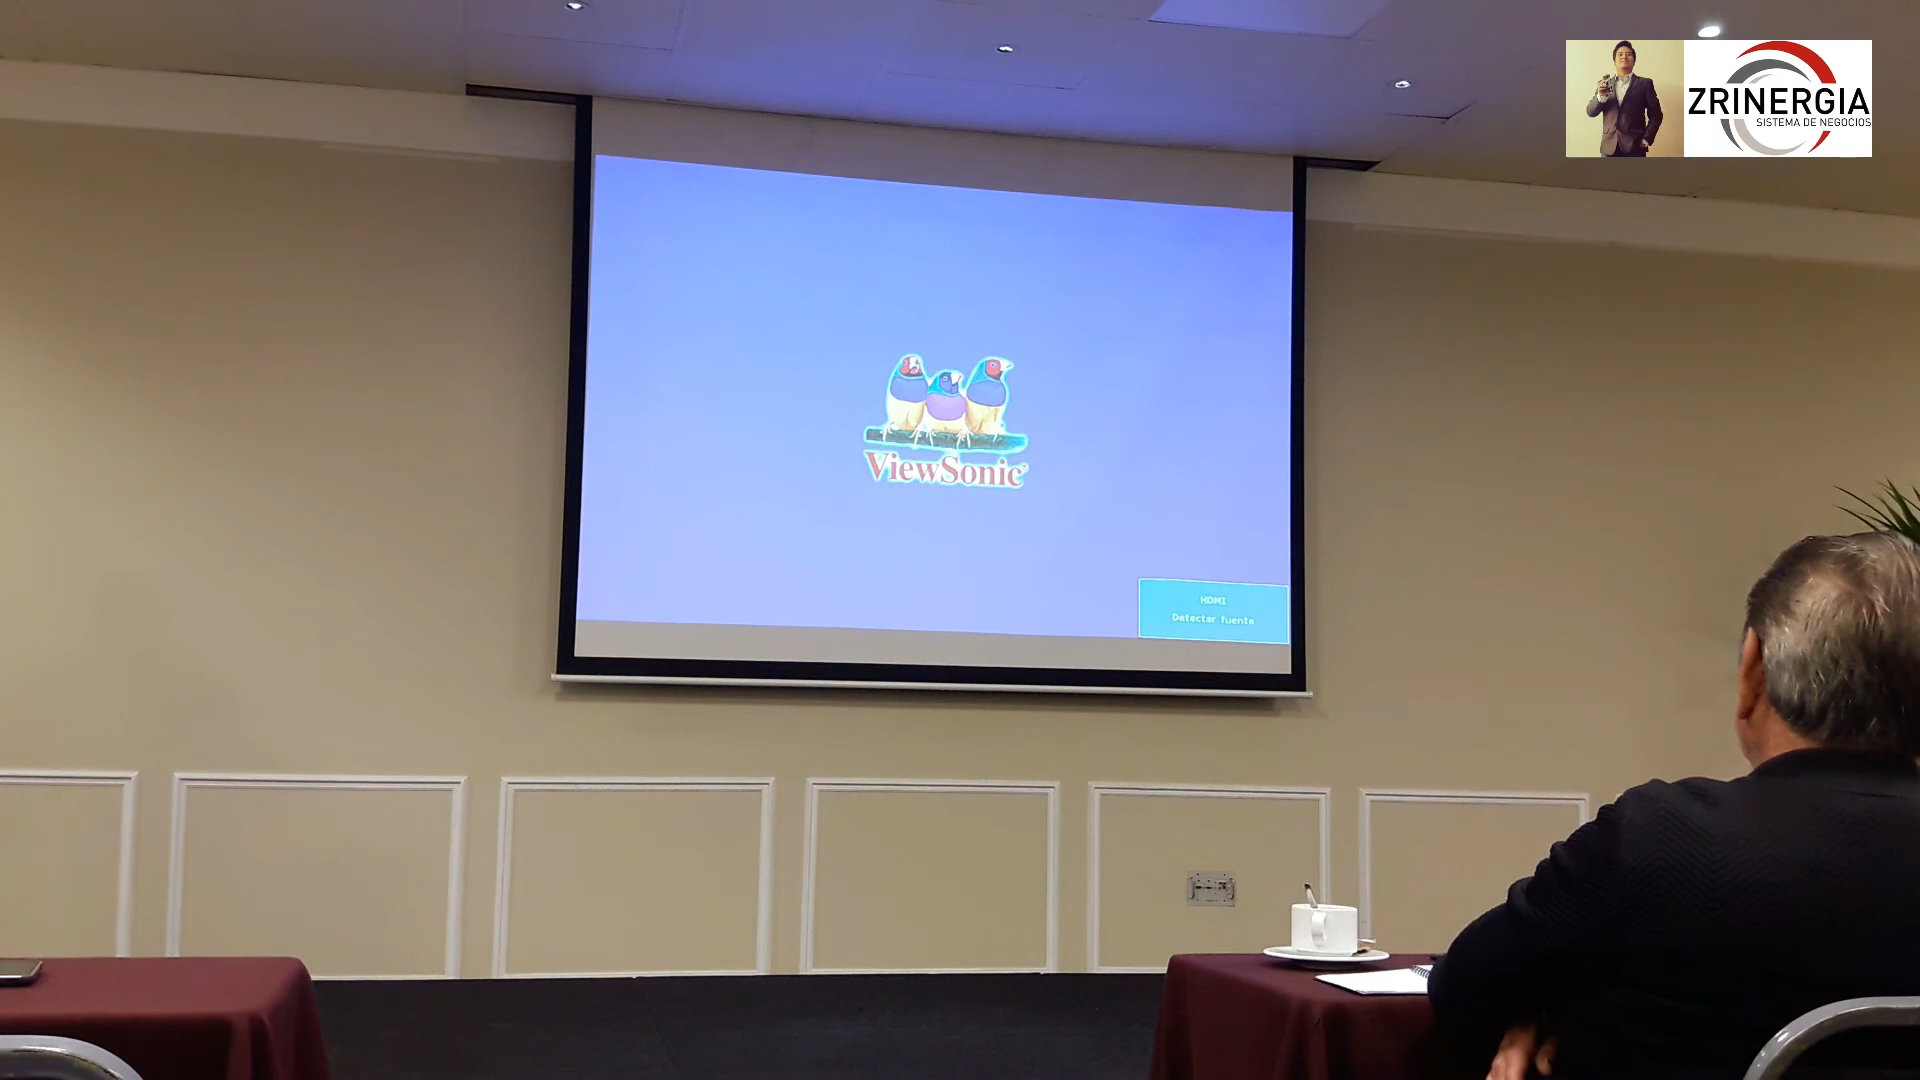 ZRINERGIA
SISTEMA DE NEGOCIOS
ViewSonic
HDMI
Detectar fuente